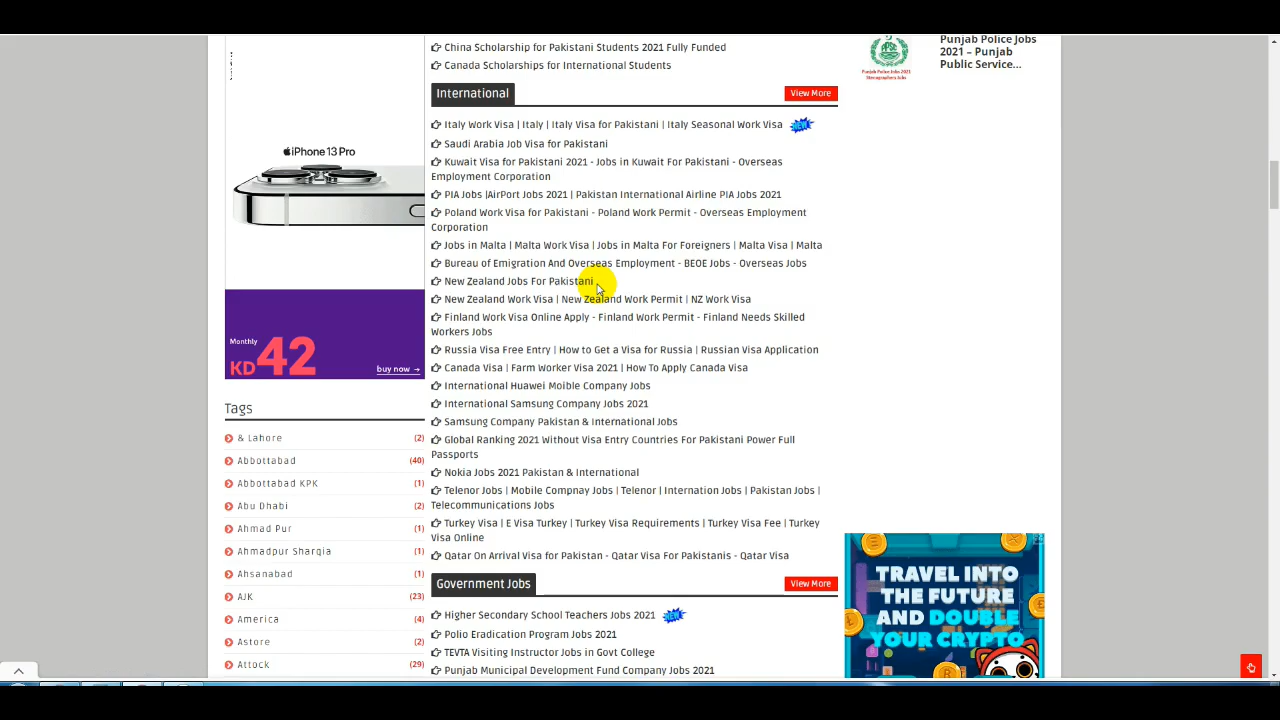 China Scholarship for Pakistani Students 2021 Fully Funded
Canada Scholarships for International Students
International
View More
Italy Work Visa | Italy | Italy Visa for Pakistani | Italy Seasonal Work Visa
NEW
Saudi Arabia Job Visa for Pakistani
Kuwait Visa for Pakistani 2021 - Jobs in Kuwait For Pakistani - Overseas
Employment Corporation
PIA Jobs |AirPort Jobs 2021 | Pakistan International Airline PIA Jobs 2021
Poland Work Visa for Pakistani - Poland Work Permit - Overseas Employment
Corporation
Jobs in Malta | Malta Work Visa | Jobs in Malta For Foreigners | Malta Visa | Malta
Bureau of Emigration And Overseas Employment - BEOE Jobs - Overseas Jobs
New Zealand Jobs For Pakistani
New Zealand Work Visa | New Zealand Work Permit | NZ Work Visa
Finland Work Visa Online Apply - Finland Work Permit - Finland Needs Skilled
Workers Jobs
Russia Visa Free Entry | How to Get a Visa for Russia | Russian Visa Application
Canada Visa | Farm Worker Visa 2021 | How To Apply Canada Visa
International Huawei Moible Company Jobs
International Samsung Company Jobs 2021
Samsung Company Pakistan & International Jobs
Global Ranking 2021 Without Visa Entry Countries For Pakistani Power Full
Passports
Nokia Jobs 2021 Pakistan & International
Telenor Jobs | Mobile Compnay Jobs | Telenor | Internation Jobs | Pakistan Jobs |
Telecommunications Jobs
Turkey Visa | E Visa Turkey | Turkey Visa Requirements | Turkey Visa Fee | Turkey
Visa Online
Qatar On Arrival Visa for Pakistan - Qatar Visa For Pakistanis - Qatar Visa
Government Jobs
View More
Higher Secondary School Teachers Jobs 2021
NEW
Polio Eradication Program Jobs 2021
TEVTA Visiting Instructor Jobs in Govt College
Punjab Municipal Development Fund Company Jobs 2021
iPhone 13 Pro
Monthly
KD42
buy now →
Tags
& Lahore (2)
Abbottabad (40)
Abbottabad KPK (1)
Abu Dhabi (2)
Ahmad Pur (1)
Ahmadpur Sharqia (1)
Ahsanabad (1)
AJK (23)
America (4)
Astore (2)
Attock (29)
Punjab Police Jobs 2021
Stenographers Jobs
Punjab Police Jobs
2021 – Punjab
Public Service...
TRAVEL INTO
THE FUTURE
AND DOUBLE
YOUR CRYPTO